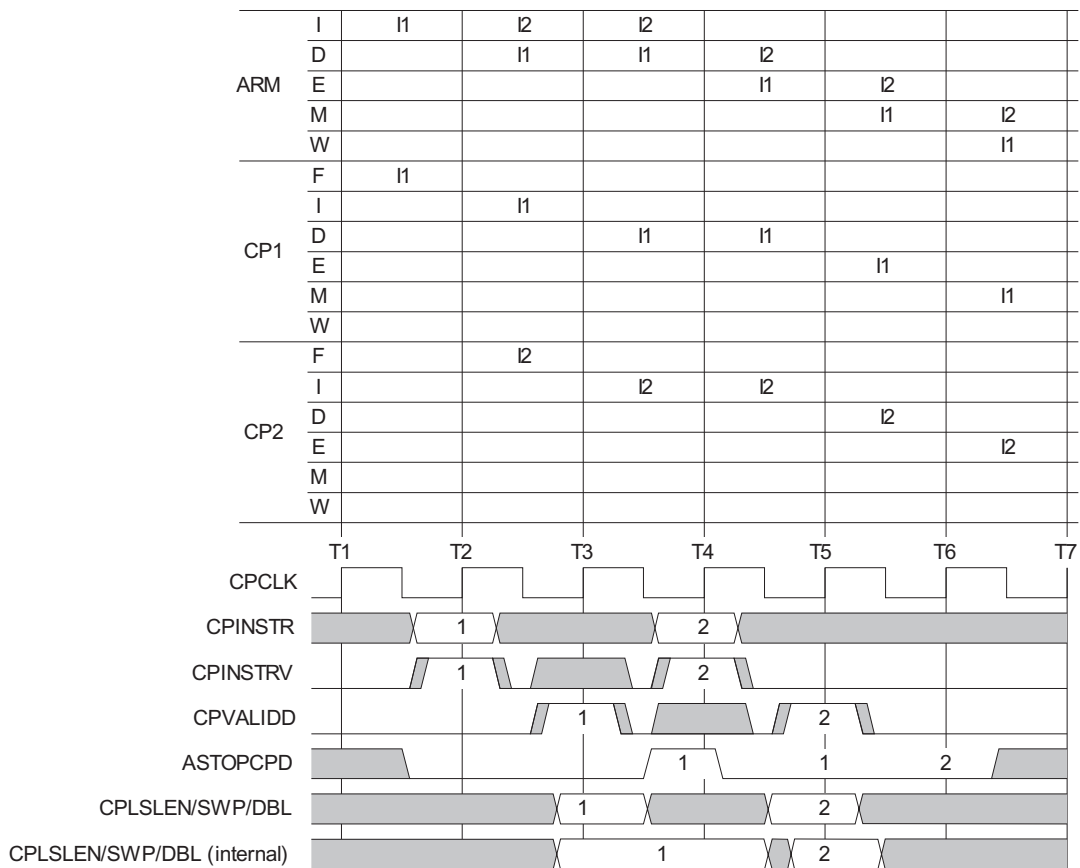 I I1 I2 I2
D I1 I1 I2
ARM E I1 I2
M I1 I2
W I1
F I1
I I1
D I1 I1
CP1
E I1
M I1
W
F I2
I I2 I2
D I2
CP2
E I2
M
W
T1 T2 T3 T4 T5 T6 T7
CPCLK
CPINSTR 1 2
CPINSTRV 1 2
CPVALIDD 1 2
ASTOPCPD 1 1 2
CPLSLEN/SWP/DBL 1 2
CPLSLEN/SWP/DBL (internal) 1 2